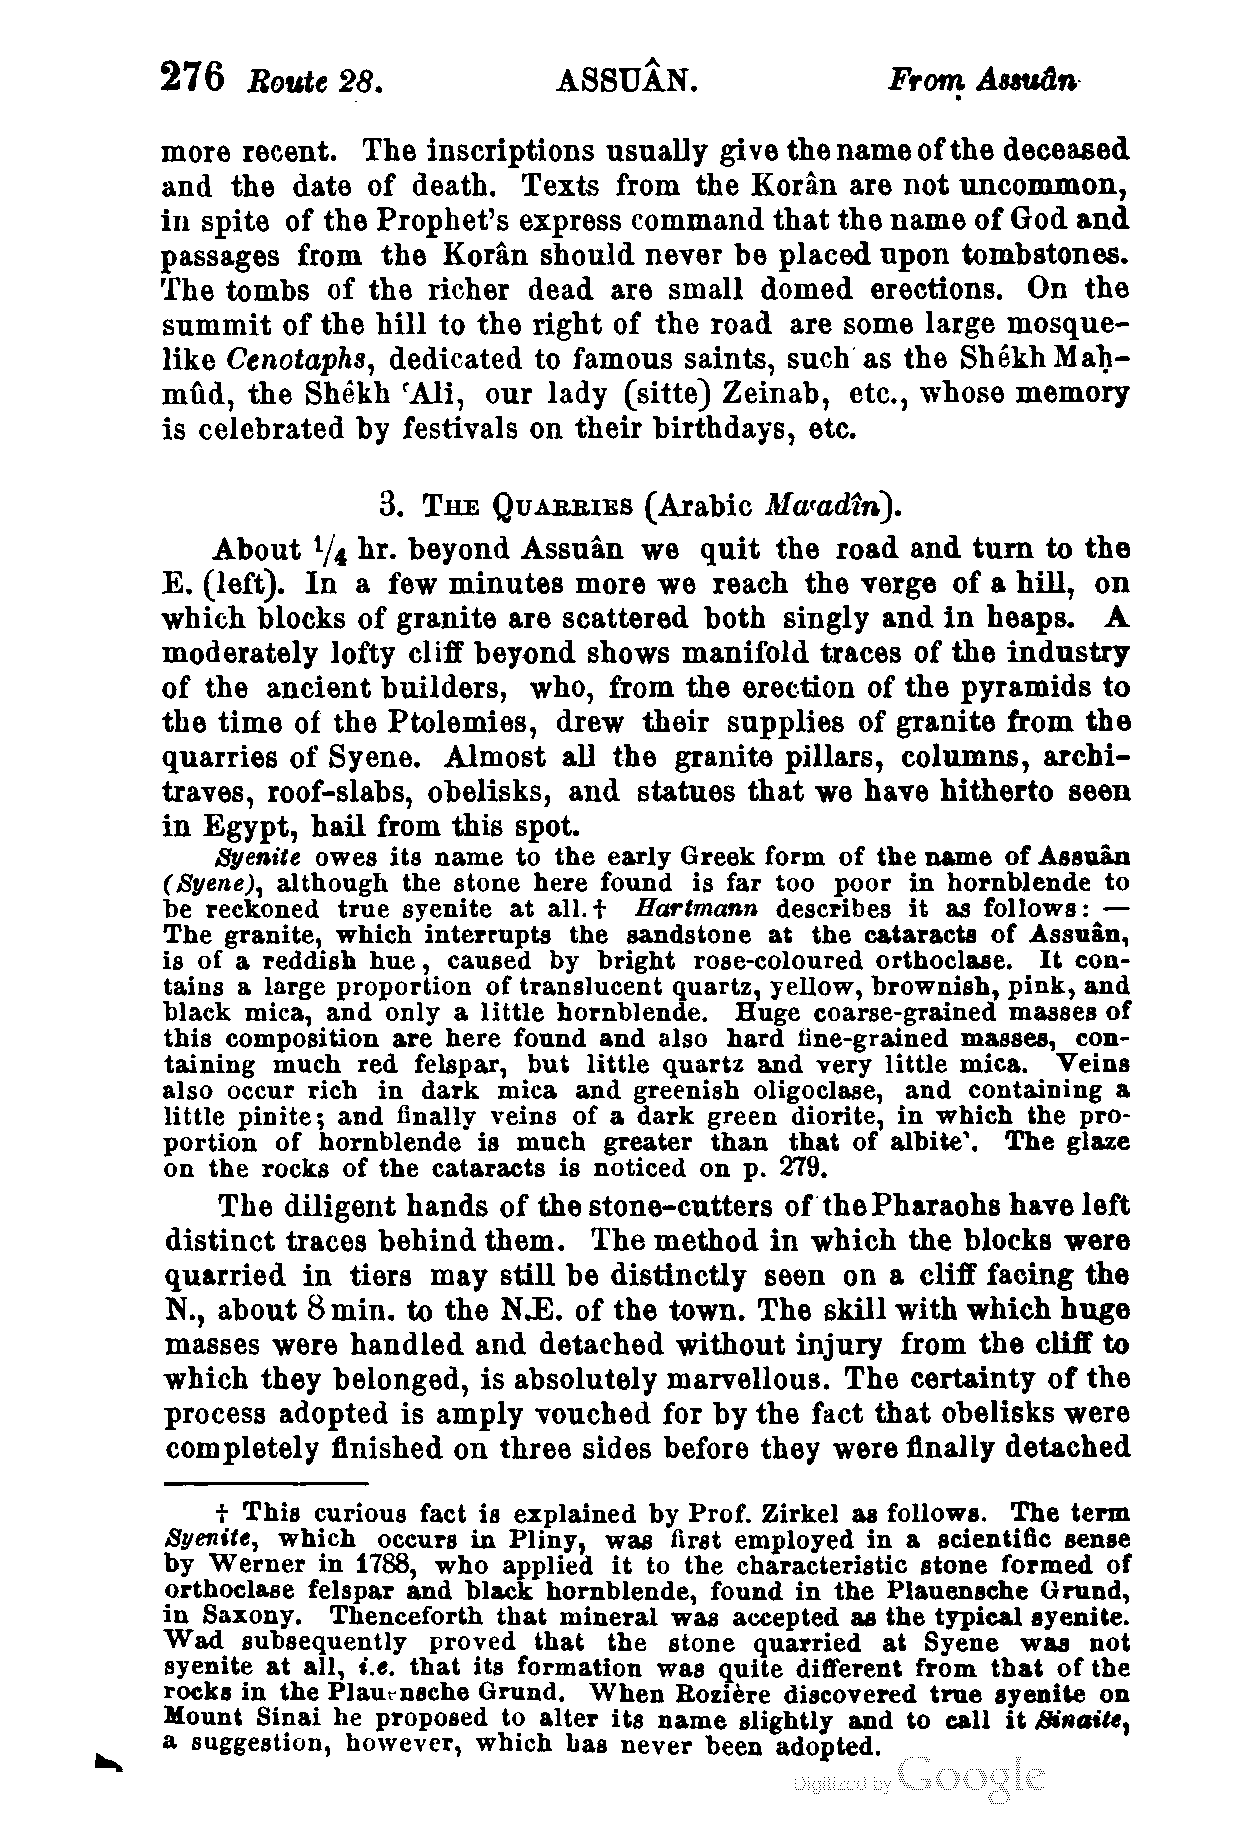 276 Route 28. ASSUÂN. From Assuân
more recent. The inscriptions usually give the name of the deceased
and the date of death. Texts from the Korân are not uncommon,
in spite of the Prophet's express command that the name of God and
passages from the Korân should never be placed upon tombstones.
The tombs of the richer dead are small domed erections. On the
summit of the hill to the right of the road are some large mosque-
like Cenotaphs, dedicated to famous saints, such as the Shêkh Maḥ-
mûd, the Shêkh ʿAli, our lady (sitte) Zeinab, etc., whose memory
is celebrated by festivals on their birthdays, etc.
3. THE QUARRIES (Arabic Maʿadîn).
About 1/4 hr. beyond Assuân we quit the road and turn to the
E. (left). In a few minutes more we reach the verge of a hill, on
which blocks of granite are scattered both singly and in heaps. A
moderately lofty cliff beyond shows manifold traces of the industry
of the ancient builders, who, from the erection of the pyramids to
the time of the Ptolemies, drew their supplies of granite from the
quarries of Syene. Almost all the granite pillars, columns, archi-
traves, roof-slabs, obelisks, and statues that we have hitherto seen
in Egypt, hail from this spot.
Syenite owes its name to the early Greek form of the name of Assuân
(Syene), although the stone here found is far too poor in hornblende to
be reckoned true syenite at all.† Hartmann describes it as follows: —
The granite, which interrupts the sandstone at the cataracts of Assuân,
is of a reddish hue, caused by bright rose-coloured orthoclase. It con-
tains a large proportion of translucent quartz, yellow, brownish, pink, and
black mica, and only a little hornblende. Huge coarse-grained masses of
this composition are here found and also hard fine-grained masses, con-
taining much red felspar, but little quartz and very little mica. Veins
also occur rich in dark mica and greenish oligoclase, and containing a
little pinite; and finally veins of a dark green diorite, in which the pro-
portion of hornblende is much greater than that of albite'. The glaze
on the rocks of the cataracts is noticed on p. 279.
The diligent hands of the stone-cutters of the Pharaohs have left
distinct traces behind them. The method in which the blocks were
quarried in tiers may still be distinctly seen on a cliff facing the
N., about 8 min. to the N.E. of the town. The skill with which huge
masses were handled and detached without injury from the cliff to
which they belonged, is absolutely marvellous. The certainty of the
process adopted is amply vouched for by the fact that obelisks were
completely finished on three sides before they were finally detached
† This curious fact is explained by Prof. Zirkel as follows. The term
Syenite, which occurs in Pliny, was first employed in a scientific sense
by Werner in 1788, who applied it to the characteristic stone formed of
orthoclase felspar and black hornblende, found in the Plauensche Grund,
in Saxony. Thenceforth that mineral was accepted as the typical syenite.
Wad subsequently proved that the stone quarried at Syene was not
syenite at all, i.e. that its formation was quite different from that of the
rocks in the Plauensche Grund. When Rozière discovered true syenite on
Mount Sinai he proposed to alter its name slightly and to call it Sinaite,
a suggestion, however, which has never been adopted.
Digitized by Google